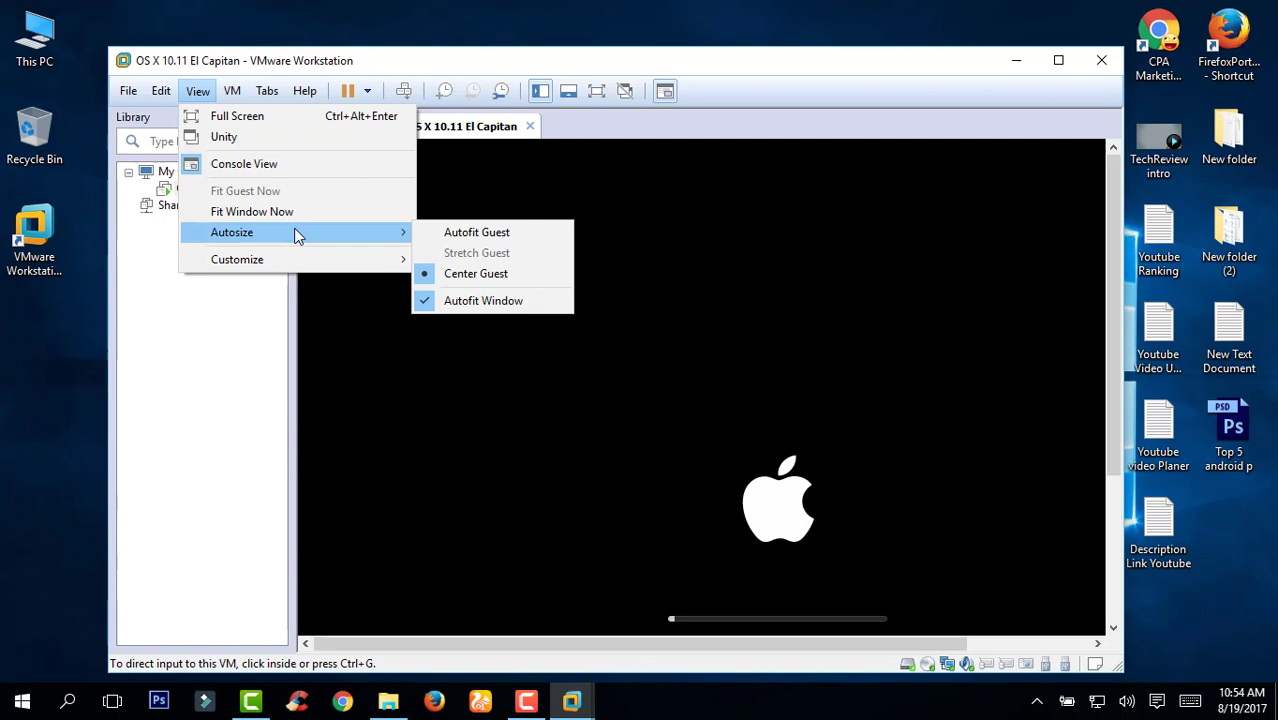 This PC
Recycle Bin
VMware
Workstati...
OS X 10.11 El Capitan - VMware Workstation
File Edit View VM Tabs Help
Library
Type
My
Shar
Full Screen Ctrl+Alt+Enter
Unity
Console View
Fit Guest Now
Fit Window Now
Autosize
Customize
S X 10.11 El Capitan
Autofit Guest
Stretch Guest
Center Guest
Autofit Window
To direct input to this VM, click inside or press Ctrl+G.
CPA
Marketi...
FirefoxPort...
- Shortcut
TechReview
intro
New folder
Youtube
Ranking
New folder
(2)
Youtube
Video U...
New Text
Document
Youtube
video Planer
PSD
Ps
Top 5
android p
Description
Link Youtube
Ps
10:54 AM
8/19/2017